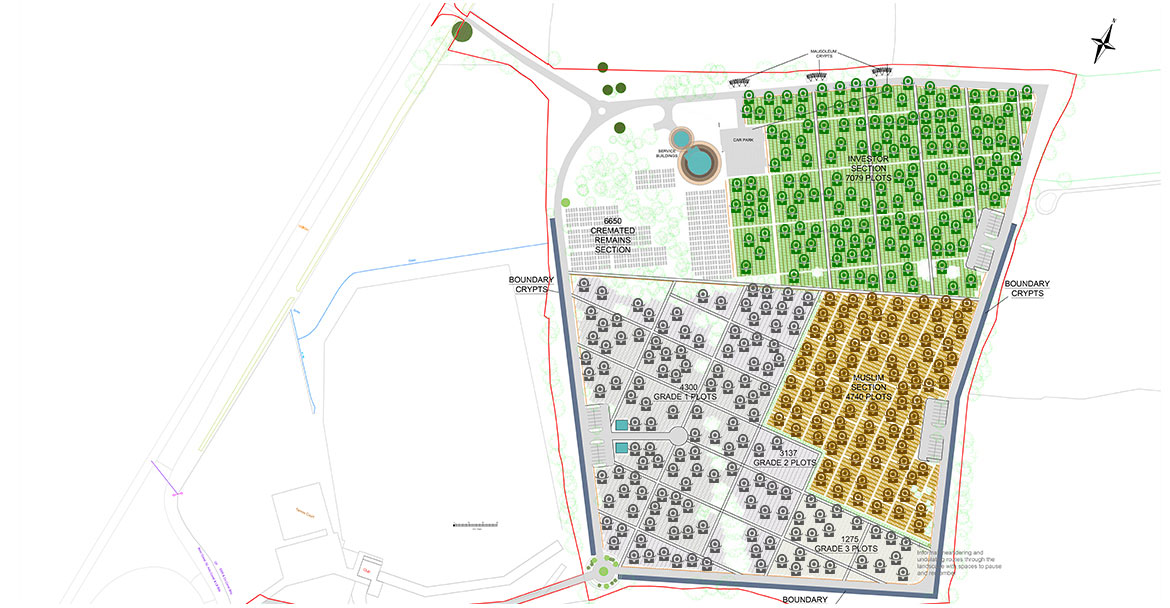 N
MAUSOLEUM
CRYPTS
CAR PARK
SERVICE
BUILDINGS
INVESTOR
SECTION
7079 PLOTS
6650
CREMATED
REMAINS
SECTION
BOUNDARY
CRYPTS
BOUNDARY
CRYPTS
MUSLIM
SECTION
4740 PLOTS
4300
GRADE 1 PLOTS
3137
GRADE 2 PLOTS
1275
GRADE 3 PLOTS
Tennis Court
Informal meandering and
undulating routes through the
landscape with spaces to pause
and
BOUNDARY